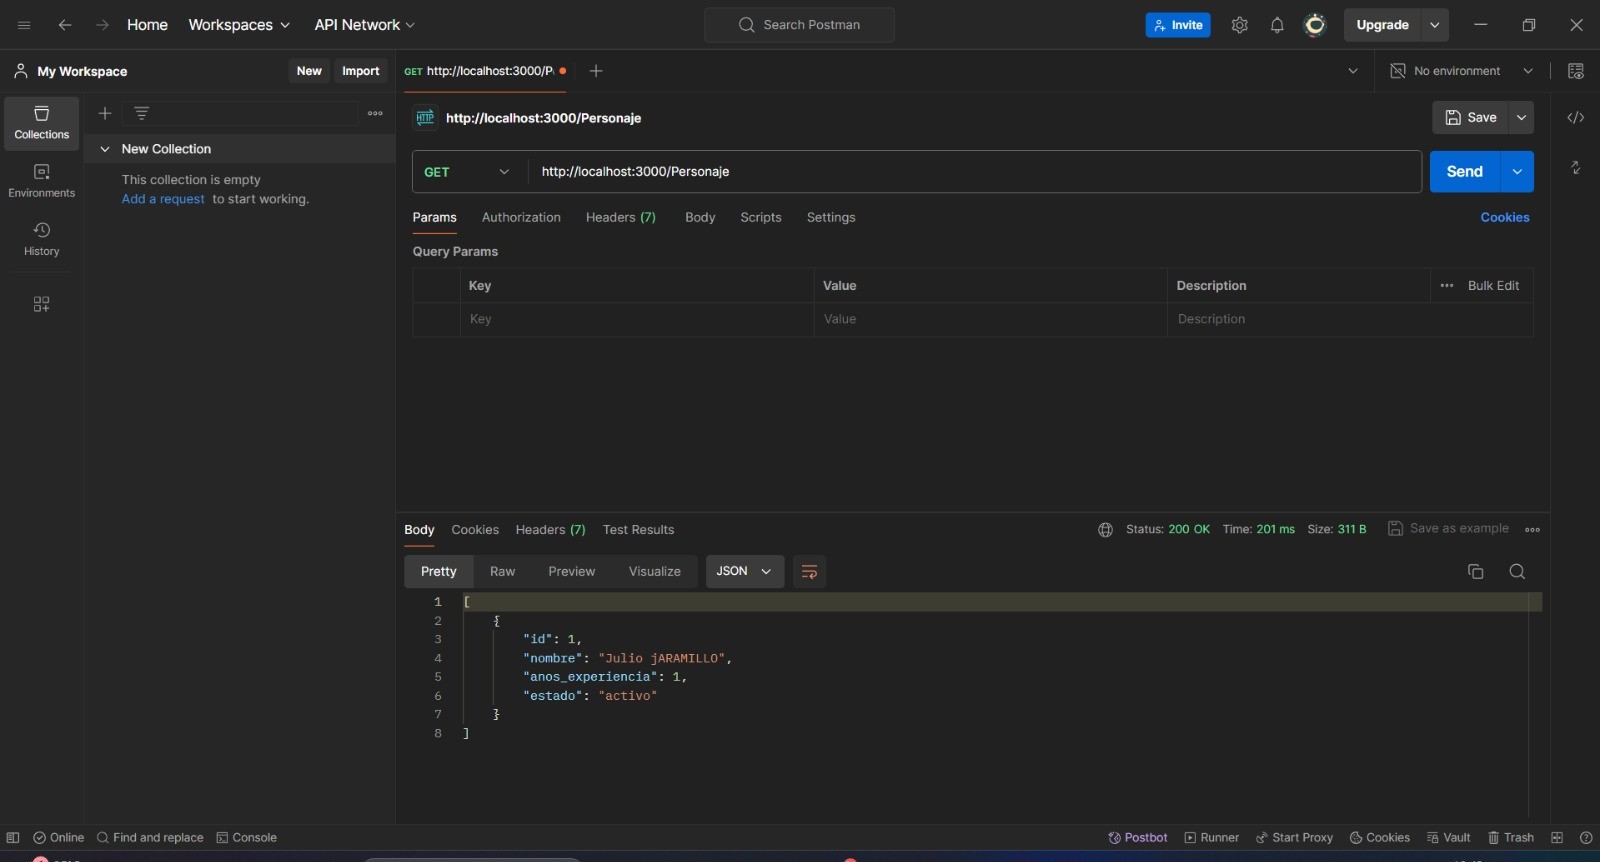 Home Workspaces API Network Search Postman Invite Upgrade
My Workspace New Import GET http://localhost:3000/P No environment
Collections
Environments
History
New Collection
This collection is empty
Add a request to start working.
HTTP http://localhost:3000/Personaje Save
GET http://localhost:3000/Personaje Send
Params Authorization Headers (7) Body Scripts Settings Cookies
Query Params
Key Value Description Bulk Edit
Key Value Description
Body Cookies Headers (7) Test Results Status: 200 OK Time: 201 ms Size: 311 B Save as example
Pretty Raw Preview Visualize JSON
1 [
2 {
3 "id": 1,
4 "nombre": "Julio jARAMILLO",
5 "anos_experiencia": 1,
6 "estado": "activo"
7 }
8 ]
Online Find and replace Console Postbot Runner Start Proxy Cookies Vault Trash